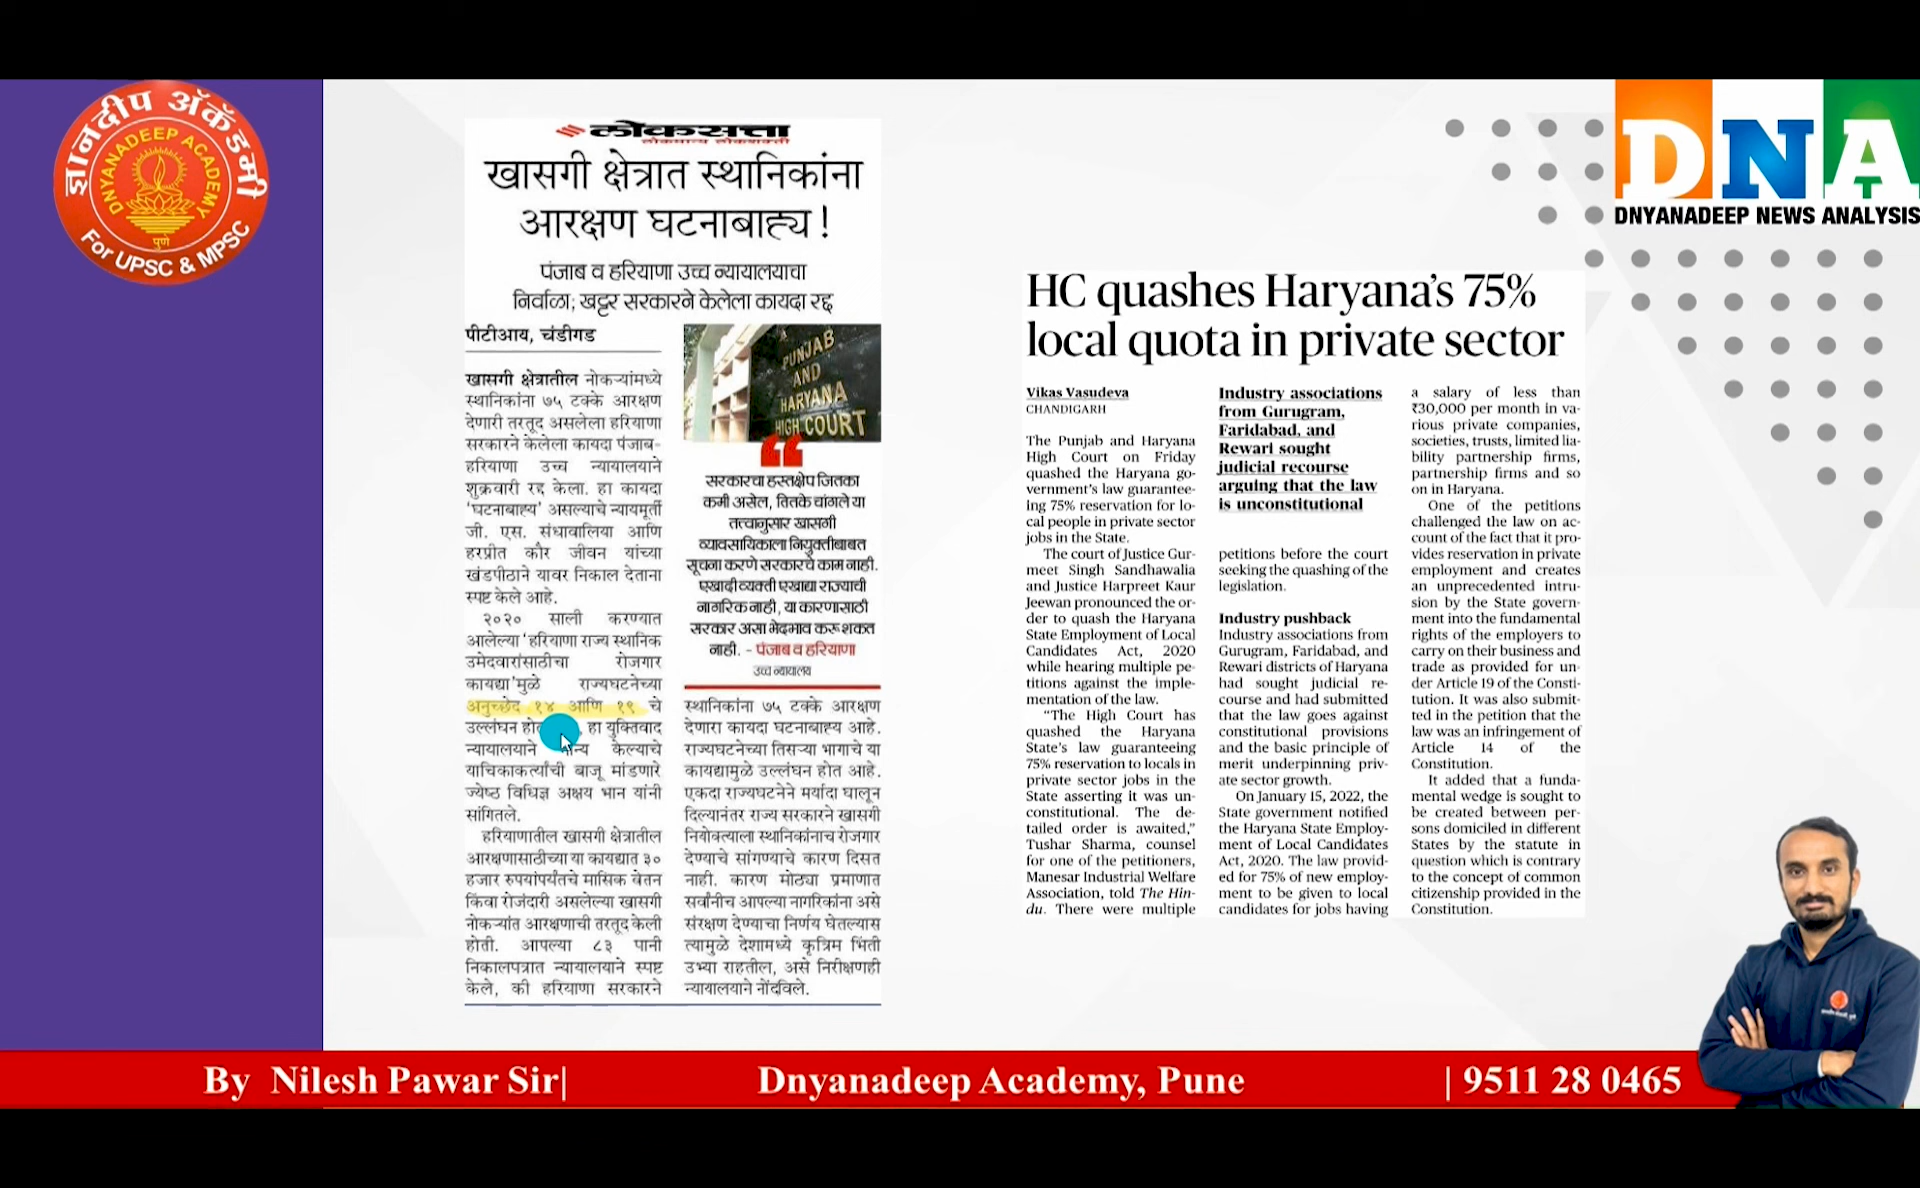 ज्ञानदीप ॲकॅडमी
DNYANADEEP ACADEMY
पुणे
For UPSC & MPSC
DNA
DNYANADEEP NEWS ANALYSIS
लोकसत्ता
लोकमान्य लोकशक्ती
खासगी क्षेत्रात स्थानिकांना
आरक्षण घटनाबाह्य !
पंजाब व हरियाणा उच्च न्यायालयाचा
निर्वाळा; खट्टर सरकारने केलेला कायदा रद्द
पीटीआय, चंडीगड
खासगी क्षेत्रातील नोकऱ्यांमध्ये
स्थानिकांना ७५ टक्के आरक्षण
देणारी तरतूद असलेला हरियाणा
सरकारने केलेला कायदा पंजाब-
हरियाणा उच्च न्यायालयाने
शुक्रवारी रद्द केला. हा कायदा
'घटनाबाह्य' असल्याचे न्यायमूर्ती
जी. एस. संधावालिया आणि
हरप्रीत कौर जीवन यांच्या
खंडपीठाने यावर निकाल देताना
स्पष्ट केले आहे.
२०२० साली करण्यात
आलेल्या 'हरियाणा राज्य स्थानिक
उमेदवारांसाठीचा रोजगार
कायद्या'मुळे राज्यघटनेच्या
अनुच्छेद १४ आणि १९ चे
उल्लंघन हा युक्तिवाद
न्यायालयाने केल्याचे
याचिकाकर्त्यांची बाजू मांडणारे
ज्येष्ठ विधिज्ञ अक्षय भान यांनी
सांगितले.
हरियाणातील खासगी क्षेत्रातील
आरक्षणासाठीच्या या कायद्यात ३०
हजार रुपयांपर्यंतचे मासिक वेतन
किंवा रोजंदारी असलेल्या खासगी
नोकऱ्यांत आरक्षणाची तरतूद केली
होती. आपल्या ८३ पानी
निकालपत्रात न्यायालयाने स्पष्ट
केले, की हरियाणा सरकारने
PUNJAB
AND
HARYANA
HIGH COURT
सरकारचा हस्तक्षेप जितका
कमी असेल, तितके चांगले या
तत्त्वानुसार खासगी
व्यावसायिकाला नियुक्तीबाबत
सूचना करणे सरकारचे काम नाही.
एखादी व्यक्ती एखाद्या राज्याची
नागरिक नाही, या कारणासाठी
सरकार असा भेदभाव करू शकत
नाही. - पंजाब व हरियाणा
उच्च न्यायालय
स्थानिकांना ७५ टक्के आरक्षण
देणारा कायदा घटनाबाह्य आहे.
राज्यघटनेच्या तिसऱ्या भागाचे या
कायद्यामुळे उल्लंघन होत आहे.
एकदा राज्यघटनेने मर्यादा घालून
दिल्यानंतर राज्य सरकारने खासगी
नियोक्त्याला स्थानिकांनाच रोजगार
देण्याचे सांगण्याचे कारण दिसत
नाही. कारण मोठ्या प्रमाणात
सर्वांनीच आपल्या नागरिकांना असे
संरक्षण देण्याचा निर्णय घेतल्यास
त्यामुळे देशामध्ये कृत्रिम भिंती
उभ्या राहतील, असे निरीक्षणही
न्यायालयाने नोंदविले.
HC quashes Haryana's 75%
local quota in private sector
Vikas Vasudeva
CHANDIGARH
The Punjab and Haryana
High Court on Friday
quashed the Haryana go-
vernment's law guarantee-
ing 75% reservation for lo-
cal people in private sector
jobs in the State.
The court of Justice Gur-
meet Singh Sandhawalia
and Justice Harpreet Kaur
Jeewan pronounced the or-
der to quash the Haryana
State Employment of Local
Candidates Act, 2020
while hearing multiple pe-
titions against the imple-
mentation of the law.
"The High Court has
quashed the Haryana
State's law guaranteeing
75% reservation to locals in
private sector jobs in the
State asserting it was un-
constitutional. The de-
tailed order is awaited,"
Tushar Sharma, counsel
for one of the petitioners,
Manesar Industrial Welfare
Association, told The Hin-
du. There were multiple
Industry associations
from Gurugram,
Faridabad, and
Rewari sought
judicial recourse
arguing that the law
is unconstitutional
petitions before the court
seeking the quashing of the
legislation.
Industry pushback
Industry associations from
Gurugram, Faridabad, and
Rewari districts of Haryana
had sought judicial re-
course and had submitted
that the law goes against
constitutional provisions
and the basic principle of
merit underpinning priv-
ate sector growth.
On January 15, 2022, the
State government notified
the Haryana State Employ-
ment of Local Candidates
Act, 2020. The law provid-
ed for 75% of new employ-
ment to be given to local
candidates for jobs having
a salary of less than
₹30,000 per month in va-
rious private companies,
societies, trusts, limited lia-
bility partnership firms,
partnership firms and so
on in Haryana.
One of the petitions
challenged the law on ac-
count of the fact that it pro-
vides reservation in private
employment and creates
an unprecedented intru-
sion by the State govern-
ment into the fundamental
rights of the employers to
carry on their business and
trade as provided for un-
der Article 19 of the Consti-
tution. It was also submit-
ted in the petition that the
law was an infringement of
Article 14 of the
Constitution.
It added that a funda-
mental wedge is sought to
be created between per-
sons domiciled in different
States by the statute in
question which is contrary
to the concept of common
citizenship provided in the
Constitution.
By Nilesh Pawar Sir| Dnyanadeep Academy, Pune | 9511 28 0465